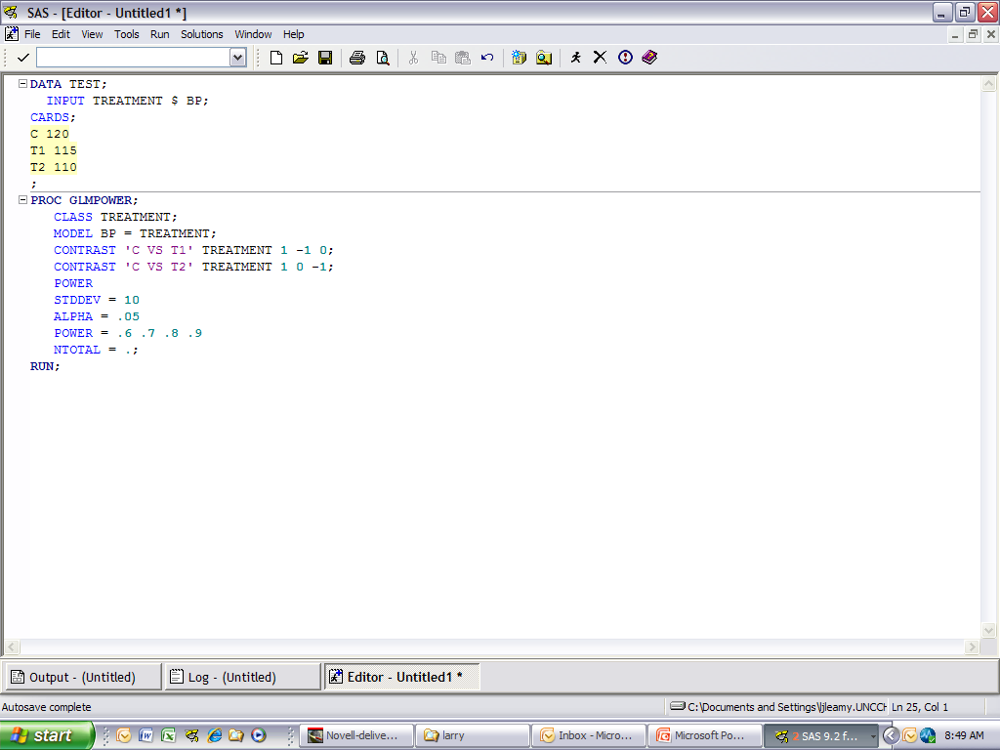 SAS - [Editor - Untitled1 *]
File Edit View Tools Run Solutions Window Help
DATA TEST;
INPUT TREATMENT $ BP;
CARDS;
C 120
T1 115
T2 110
;
PROC GLMPOWER;
CLASS TREATMENT;
MODEL BP = TREATMENT;
CONTRAST 'C VS T1' TREATMENT 1 -1 0;
CONTRAST 'C VS T2' TREATMENT 1 0 -1;
POWER
STDDEV = 10
ALPHA = .05
POWER = .6 .7 .8 .9
NTOTAL = .;
RUN;
Output - (Untitled) Log - (Untitled) Editor - Untitled1 *
Autosave complete C:\Documents and Settings\jleamy.UNCCH Ln 25, Col 1
start Novell-delive... larry Inbox - Micro... Microsoft Po... 2 SAS 9.2 f... 8:49 AM